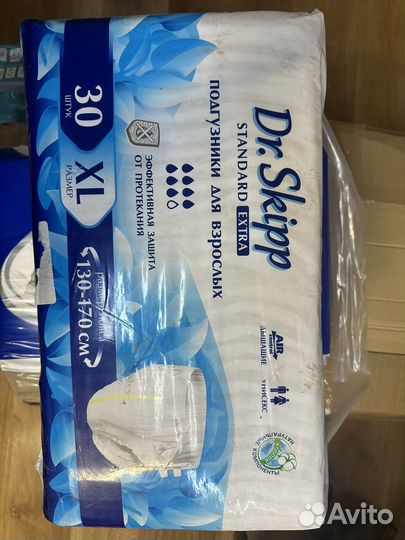 Dr. Skipp
STANDARD EXTRA
ПОДГУЗНИКИ ДЛЯ ВЗРОСЛЫХ
ЭФФЕКТИВНАЯ ЗАЩИТА
ОТ ПРОТЕКАНИЯ
30
ШТУК
XL
РАЗМЕР
130-170 СМ
AIR
ДЫШАЩИЕ
УНИСЕКС
НАТУРАЛЬНЫЕ
КОМПОНЕНТЫ
Avito